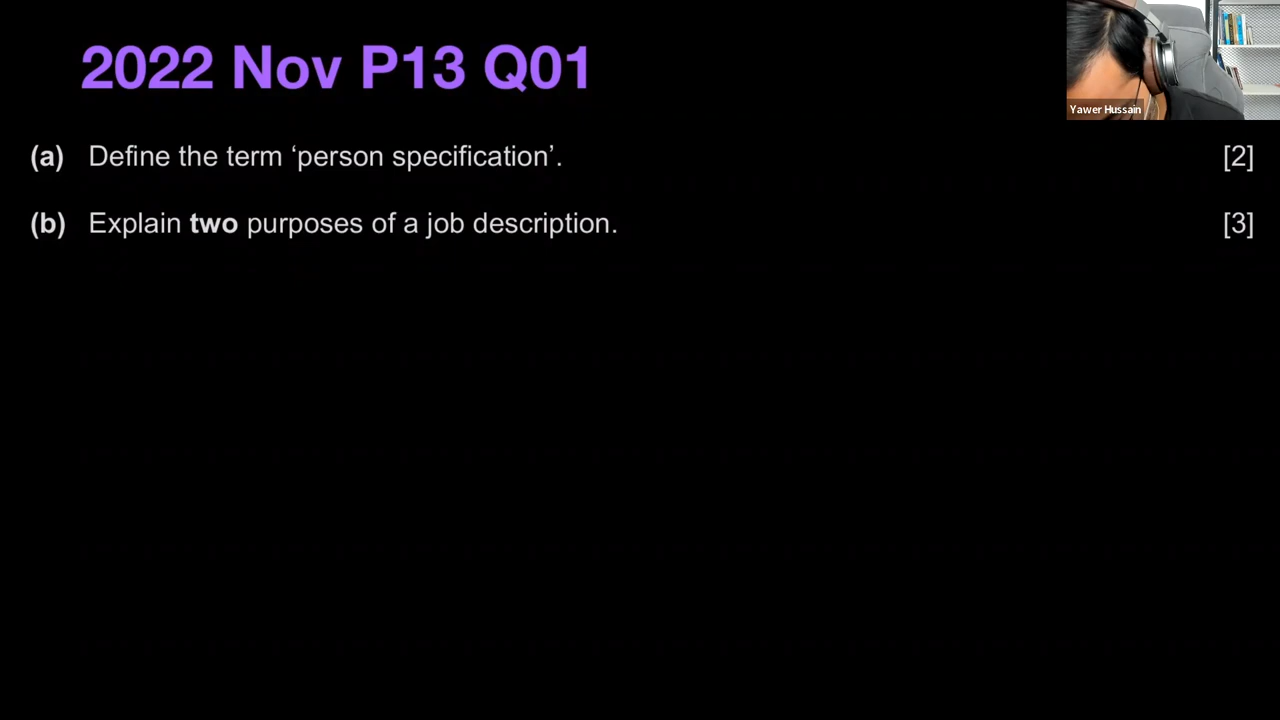 2022 Nov P13 Q01
Yawer Hussain
(a) Define the term ‘person specification’. [2]
(b) Explain two purposes of a job description. [3]